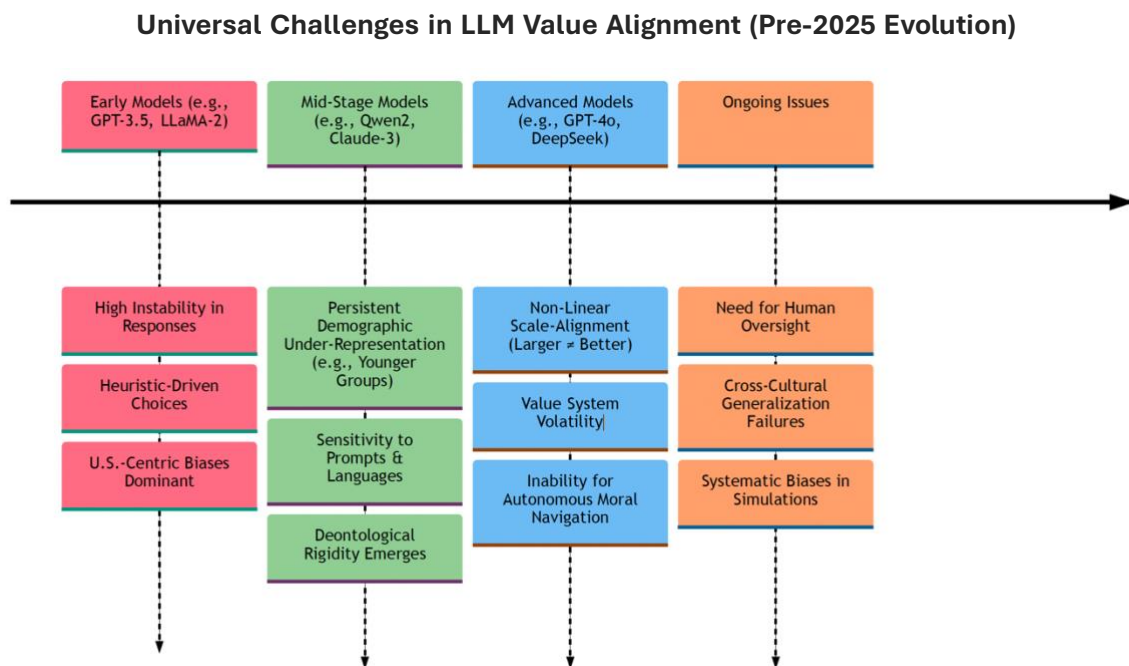 Universal Challenges in LLM Value Alignment (Pre-2025 Evolution)
Early Models (e.g.,
GPT-3.5, LLaMA-2)
Mid-Stage Models
(e.g., Qwen2,
Claude-3)
Advanced Models
(e.g., GPT-4o,
DeepSeek)
Ongoing Issues
High Instability in
Responses
Heuristic-Driven
Choices
U.S.-Centric Biases
Dominant
Persistent
Demographic
Under-Representation
(e.g., Younger
Groups)
Sensitivity to
Prompts &
Languages
Deontological
Rigidity Emerges
Non-Linear
Scale-Alignment
(Larger ≠ Better)
Value System
Volatility
Inability for
Autonomous Moral
Navigation
Need for Human
Oversight
Cross-Cultural
Generalization
Failures
Systematic Biases in
Simulations